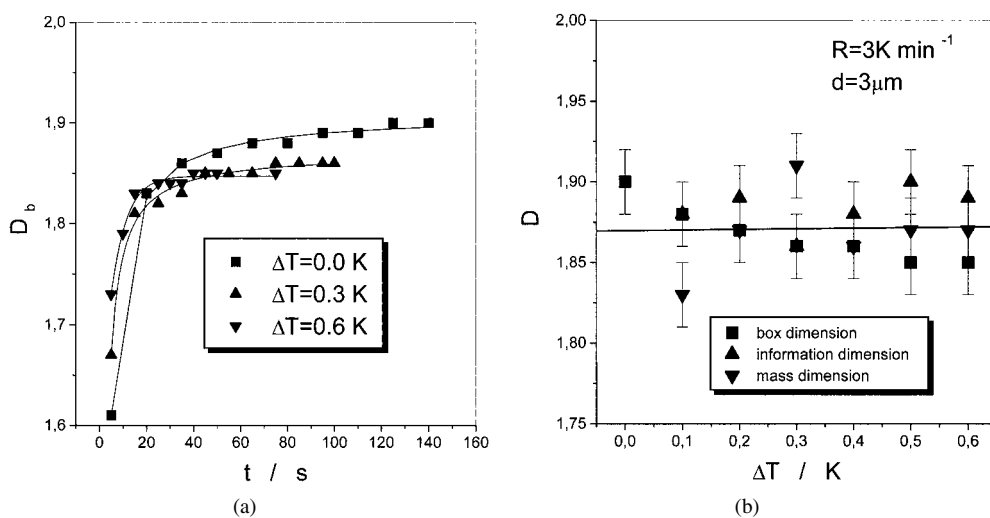 2,0
1,9
1,8
1,7
1,6
D b
0 20 40 60 80 100 120 140 160
t / s
ΔT=0.0 K
ΔT=0.3 K
ΔT=0.6 K
(a)
2,00
1,95
1,90
1,85
1,80
1,75
D
R=3K min -1
d=3μm
box dimension
information dimension
mass dimension
0,0 0,1 0,2 0,3 0,4 0,5 0,6
ΔT / K
(b)